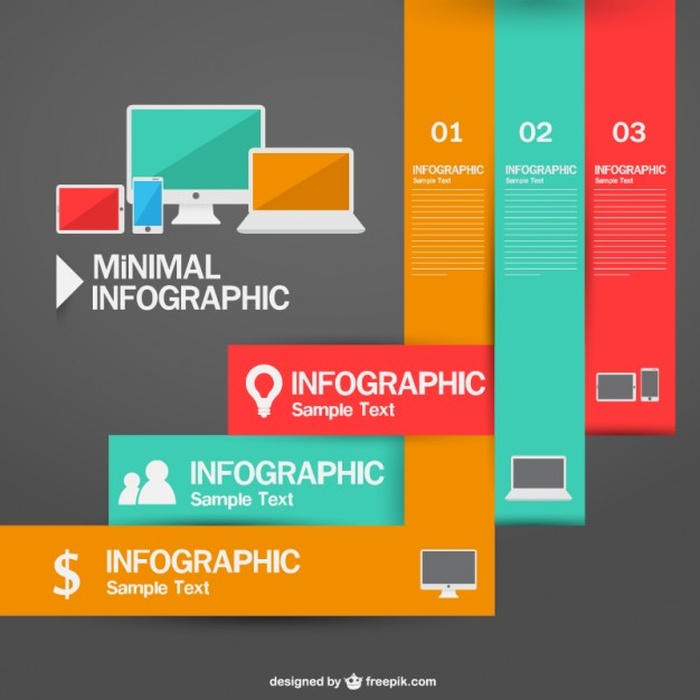 01
INFOGRAPHIC
Sample Text
02
INFOGRAPHIC
Sample Text
03
INFOGRAPHIC
Sample Text
MiNIMAL
INFOGRAPHIC
INFOGRAPHIC
Sample Text
INFOGRAPHIC
Sample Text
$ INFOGRAPHIC
Sample Text
designed by freepik.com